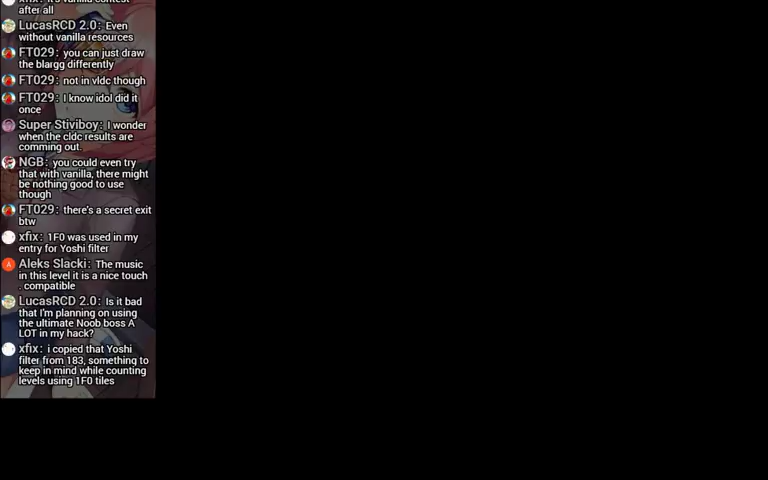 xfix: it's vanilla contest
after all
LucasRCD 2.0: Even
without vanilla resources
FT029: you can just draw
the blargg differently
FT029: not in vldc though
FT029: I know idol did it
once
Super Stiviboy: I wonder
when the cldc results are
comming out.
NGB: you could even try
that with vanilla, there might
be nothing good to use
though
FT029: there's a secret exit
btw
xfix: 1F0 was used in my
entry for Yoshi filter
A Aleks Slacki: The music
in this level it is a nice touch
. compatible
LucasRCD 2.0: Is it bad
that I'm planning on using
the ultimate Noob boss A
LOT in my hack?
xfix: i copied that Yoshi
filter from 183, something to
keep in mind while counting
levels using 1F0 tiles